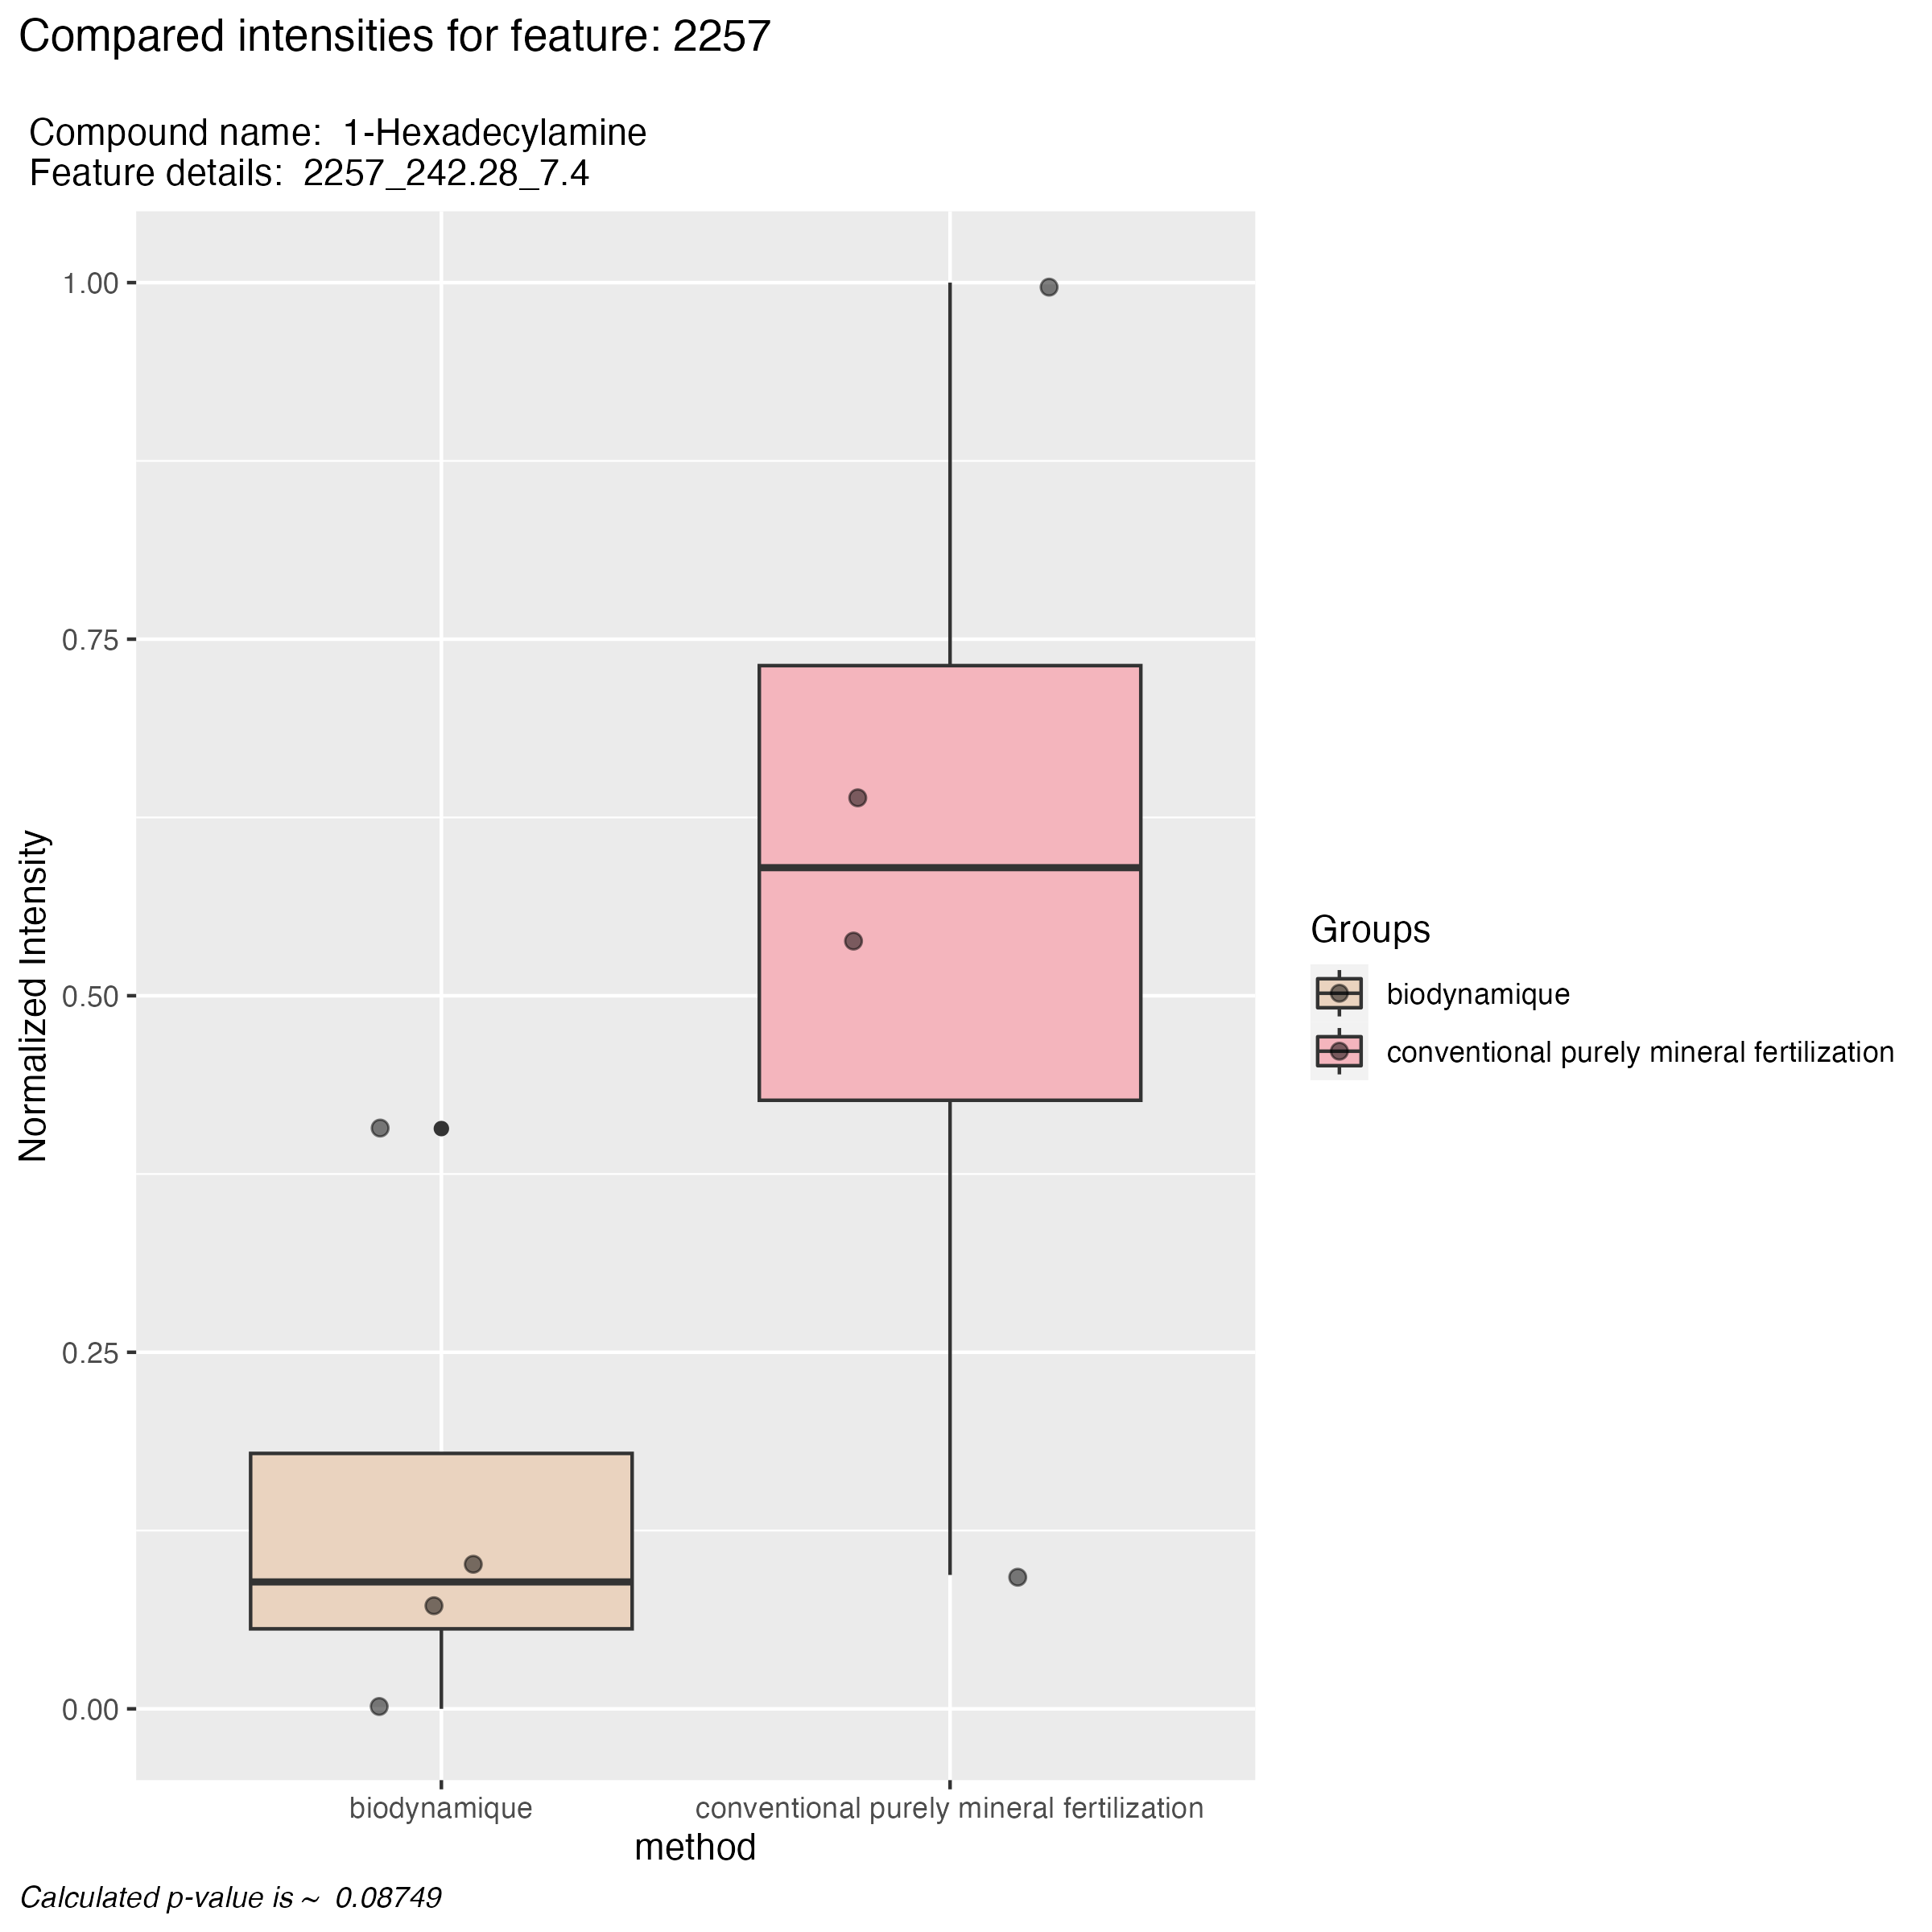 Compared intensities for feature: 2257
Compound name:  1-Hexadecylamine
Feature details:  2257_242.28_7.4
1.00
0.75
0.50
0.25
0.00
Normalized Intensity
biodynamique
conventional purely mineral fertilization
method
Groups
biodynamique
conventional purely mineral fertilization
Calculated p-value is ~  0.08749